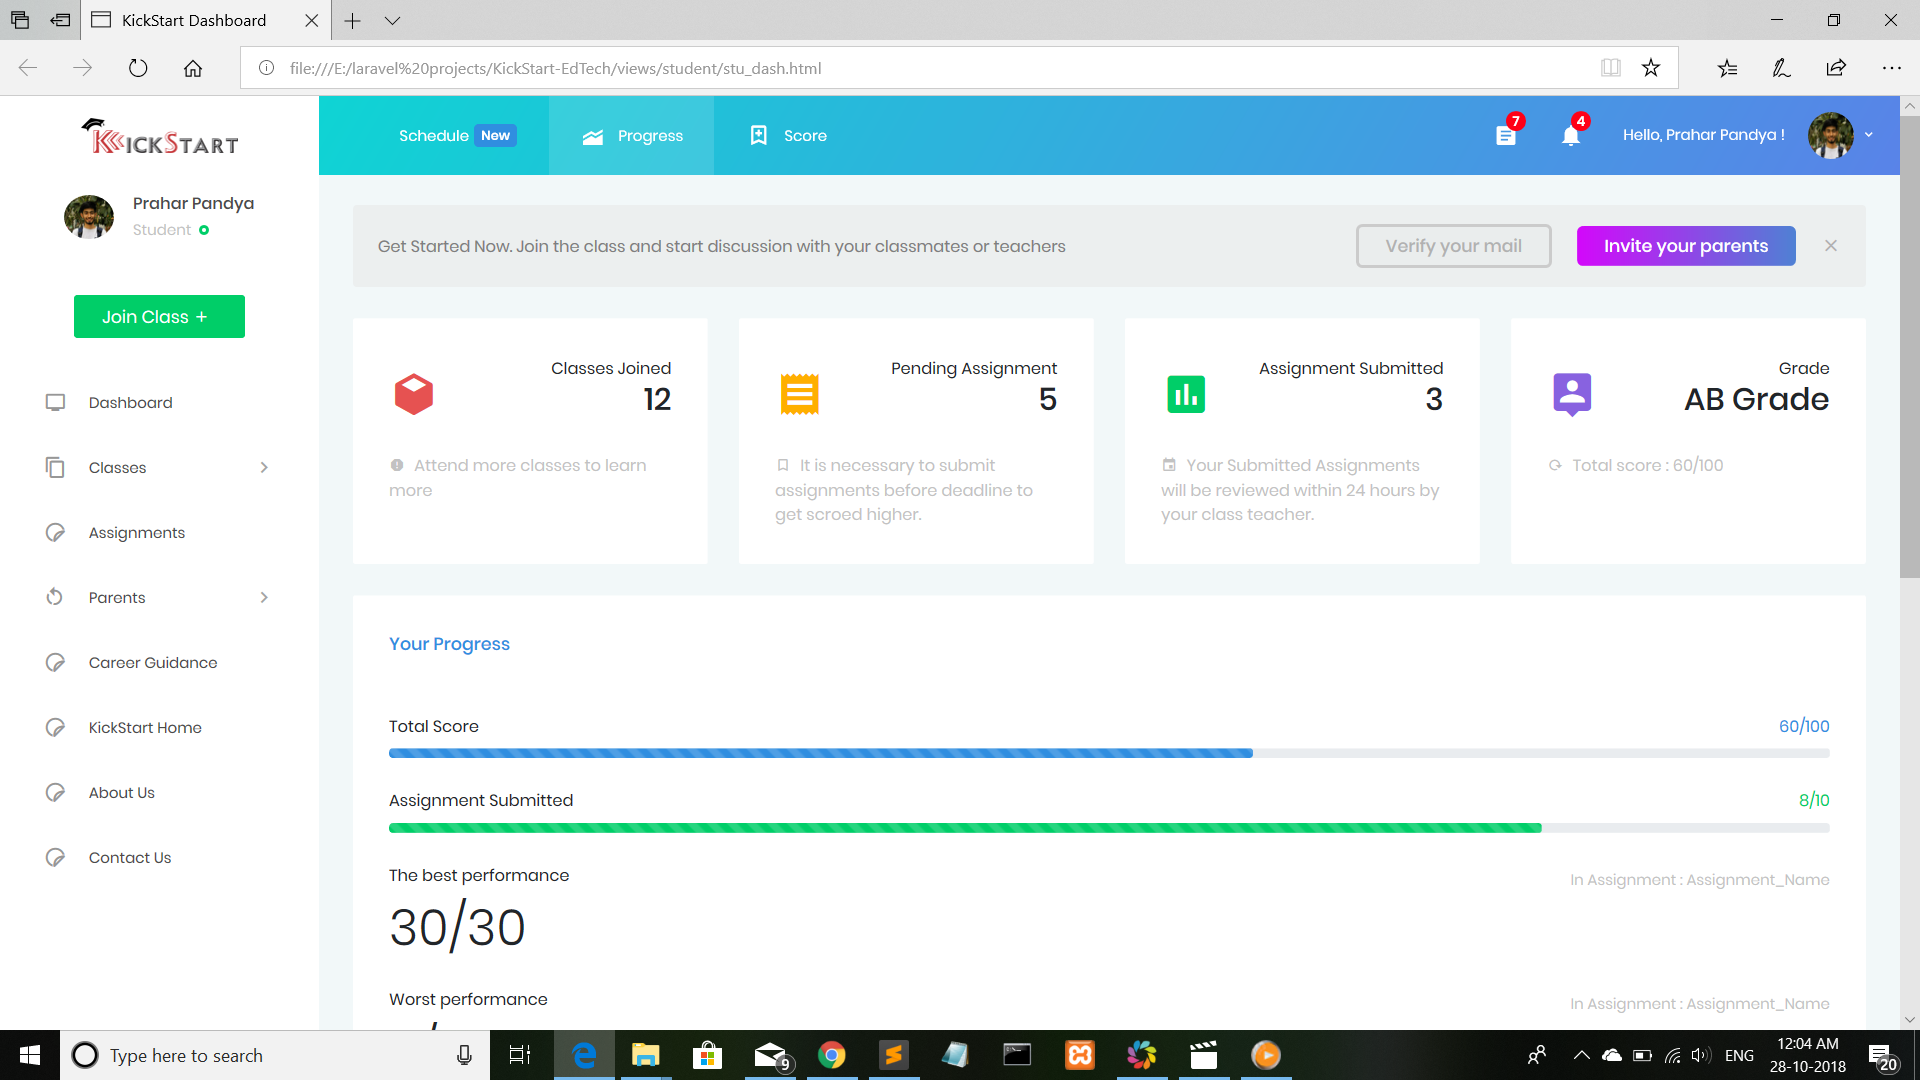 KickStart Dashboard
file:///E:/laravel%20projects/KickStart-EdTech/views/student/stu_dash.html
KickStart
Schedule New
Progress
Score
7
4
Hello, Prahar Pandya !
Prahar Pandya
Student
Join Class +
Dashboard
Classes
Assignments
Parents
Career Guidance
KickStart Home
About Us
Contact Us
Get Started Now. Join the class and start discussion with your classmates or teachers
Verify your mail
Invite your parents
Classes Joined
12
Attend more classes to learn
more
Pending Assignment
5
It is necessary to submit
assignments before deadline to
get scroed higher.
Assignment Submitted
3
Your Submitted Assignments
will be reviewed within 24 hours by
your class teacher.
Grade
AB Grade
Total score : 60/100
Your Progress
Total Score
60/100
Assignment Submitted
8/10
The best performance
In Assignment : Assignment_Name
30/30
Worst performance
In Assignment : Assignment_Name
Type here to search
9
ENG
12:04 AM
28-10-2018
20